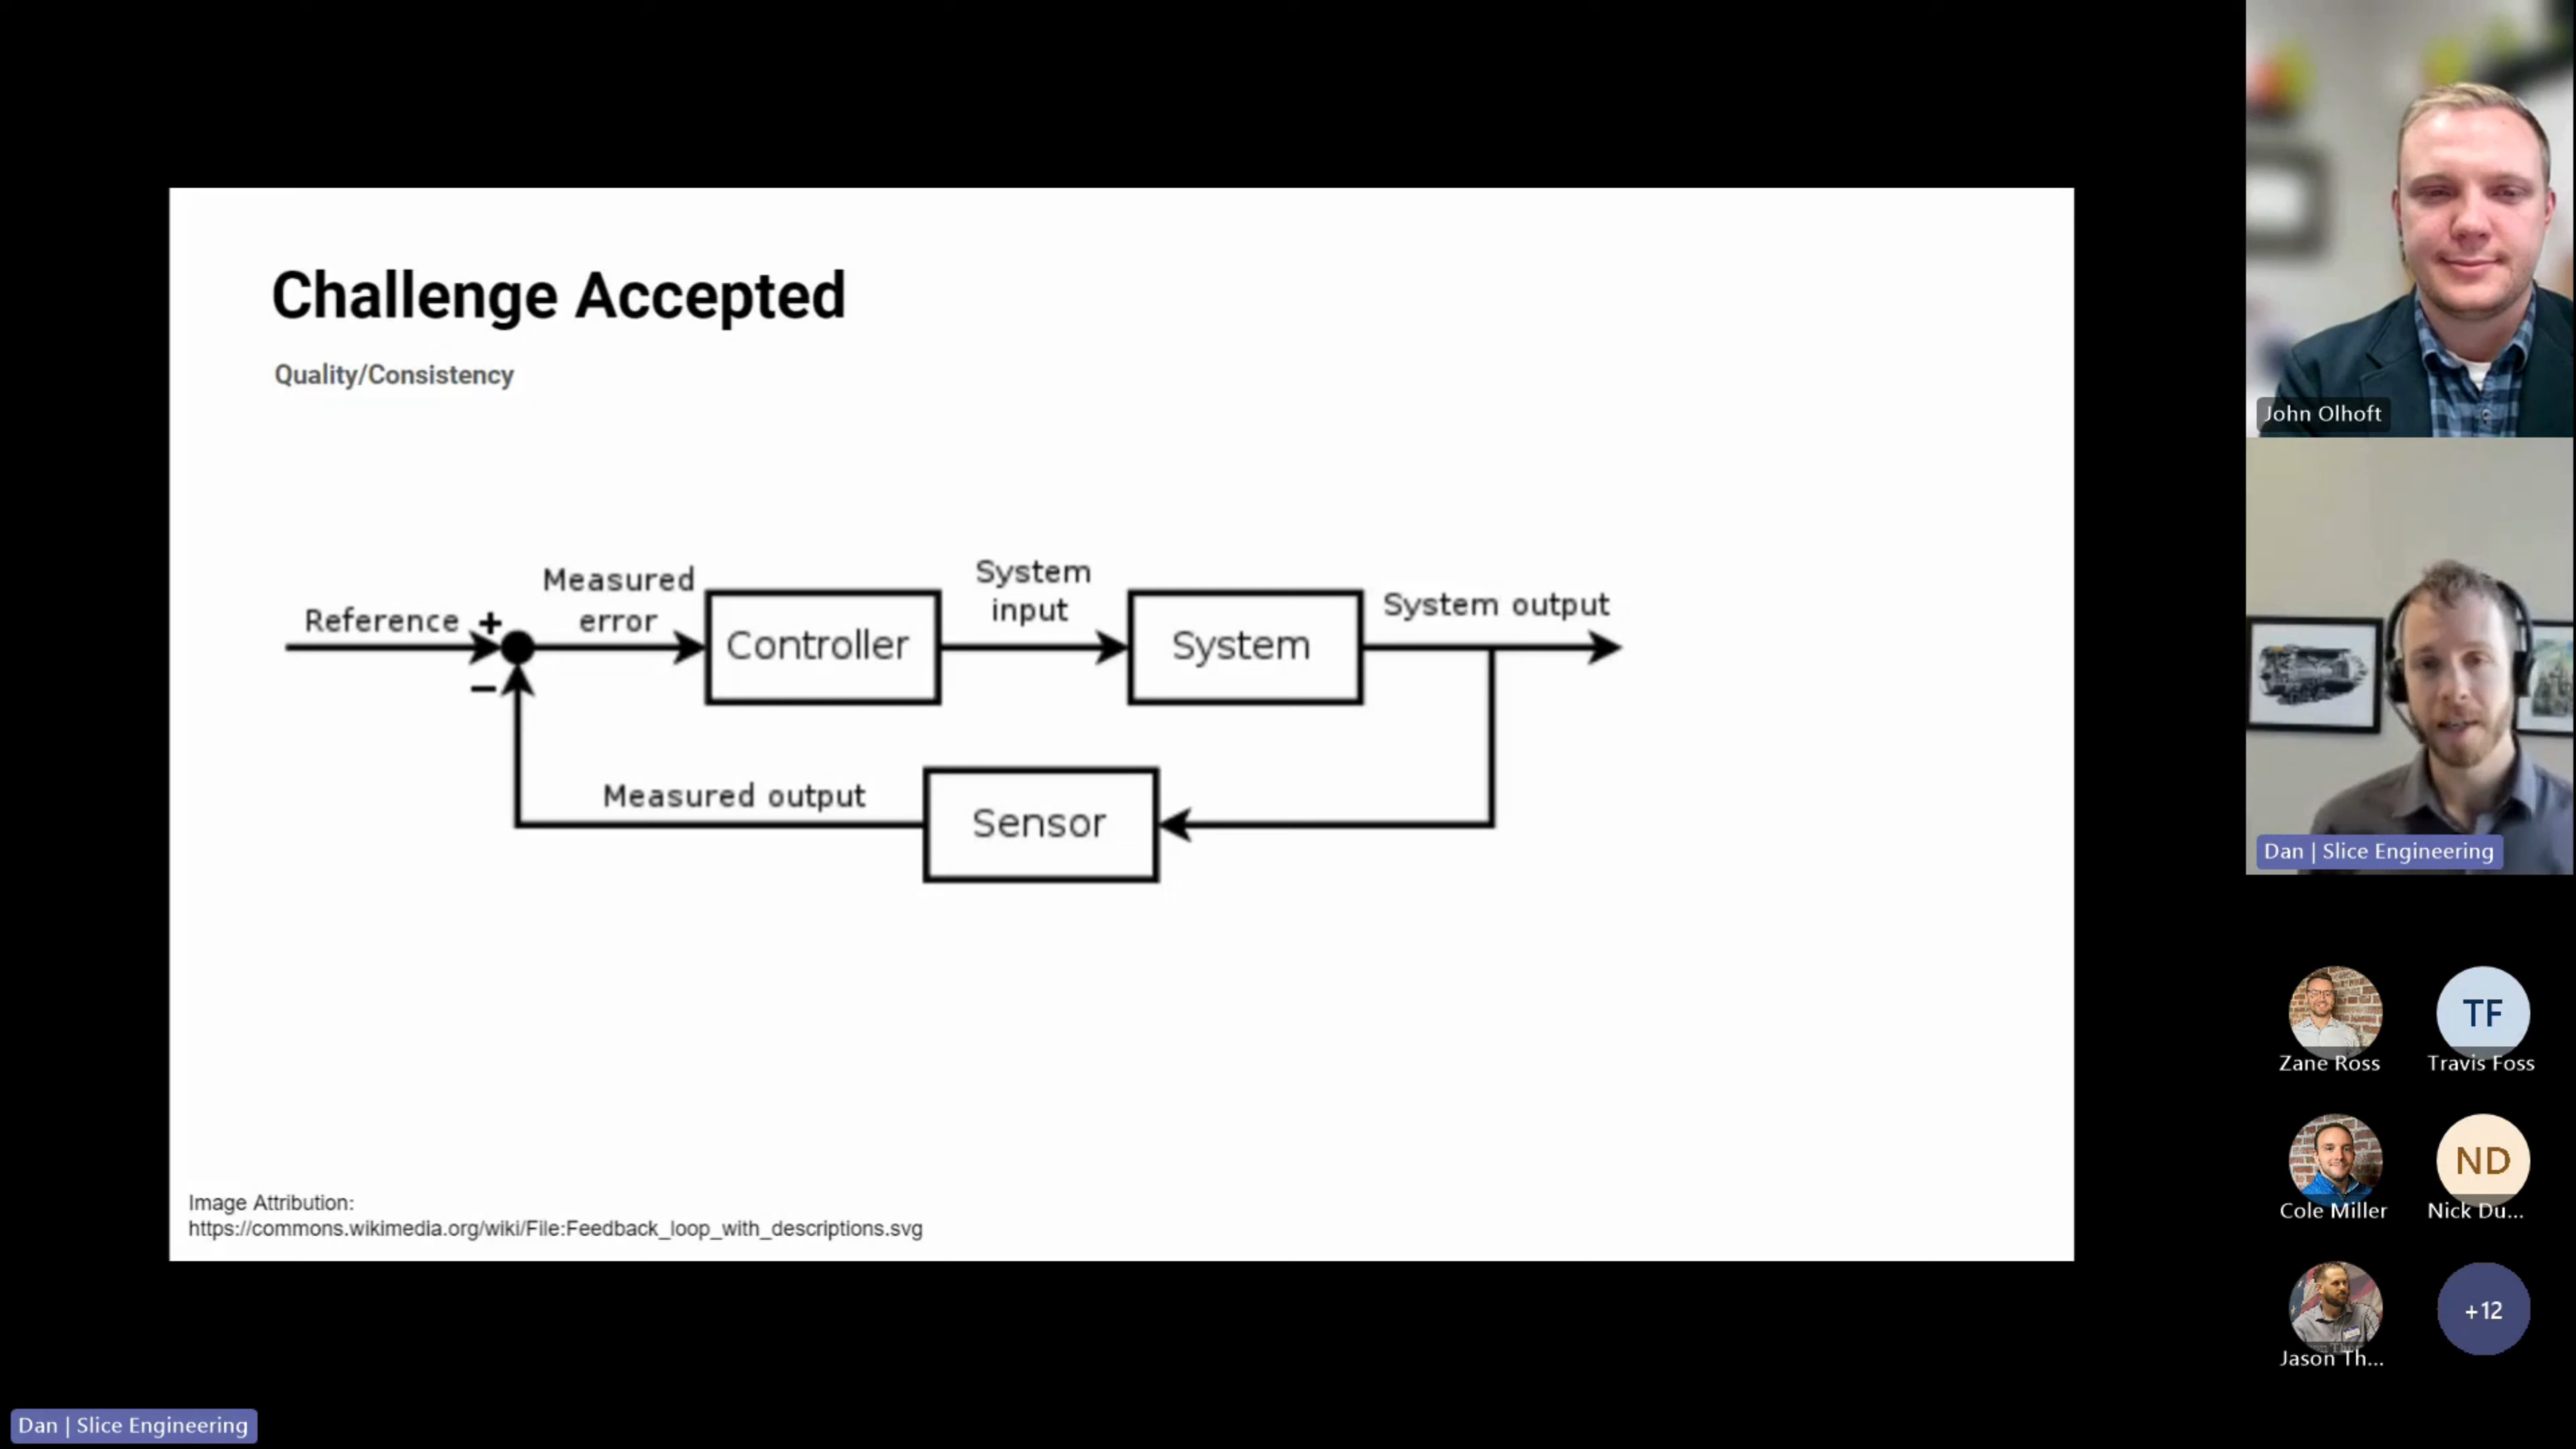 Challenge Accepted
Quality/Consistency
Reference
+
−
Measured
error
Controller
System
input
System
System output
Measured output
Sensor
Image Attribution:
https://commons.wikimedia.org/wiki/File:Feedback_loop_with_descriptions.svg
John Olhoft
Dan | Slice Engineering
TF
Zane Ross
Travis Foss
ND
Cole Miller
Nick Du...
+12
Jason Th...
Dan | Slice Engineering